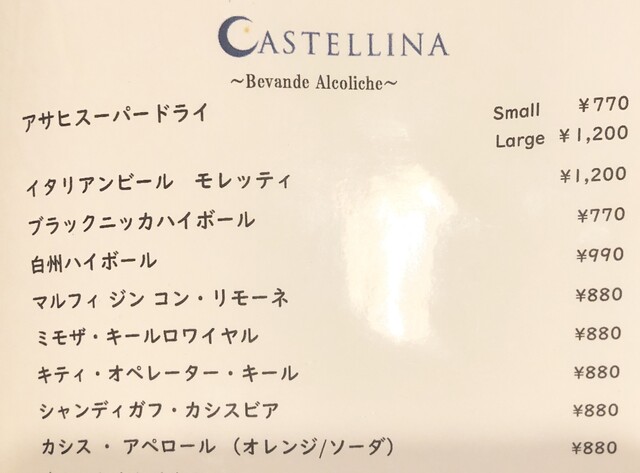 CASTELLINA
～Bevande Alcoliche～
アサヒスーパードライ Small ¥770
Large ¥1,200
イタリアンビール モレッティ ¥1,200
ブラックニッカハイボール ¥770
白州ハイボール ¥990
マルフィ ジン コン・リモーネ ¥880
ミモザ・キールロワイヤル ¥880
キティ・オペレーター・キール ¥880
シャンディガフ・カシスビア ¥880
カシス ・ アペロール （オレンジ/ソーダ） ¥880